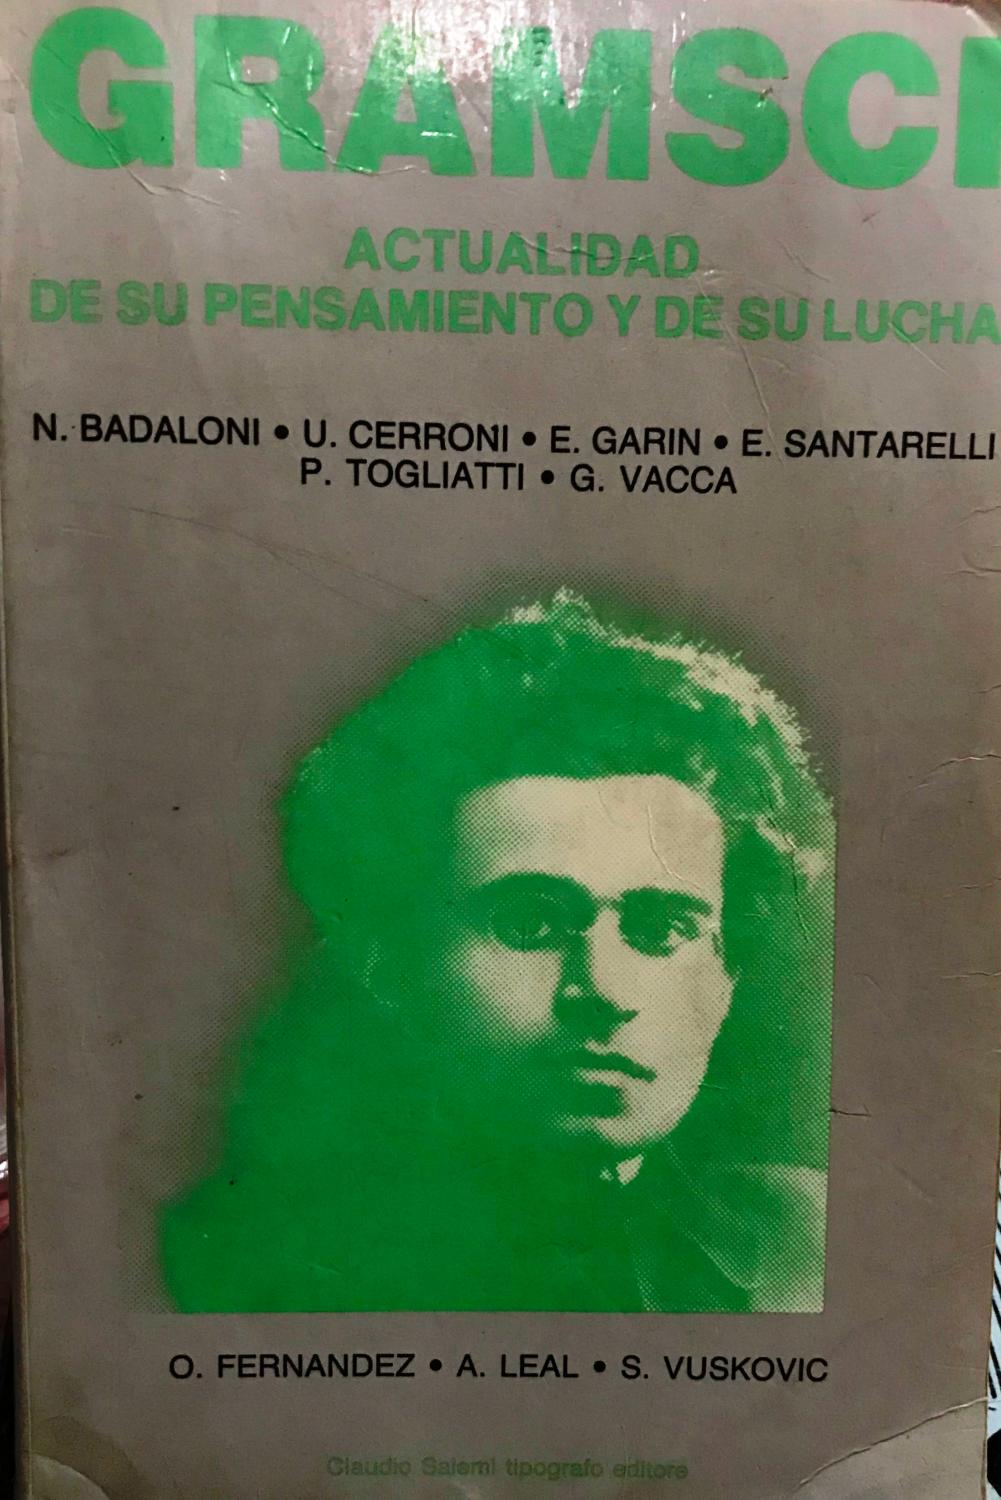 GRAMSCI
ACTUALIDAD
DE SU PENSAMIENTO Y DE SU LUCHA
N. BADALONI • U. CERRONI • E. GARIN • E. SANTARELLI
P. TOGLIATTI • G. VACCA
O. FERNANDEZ • A. LEAL • S. VUSKOVIC
Claudio Salemi tipografo editore